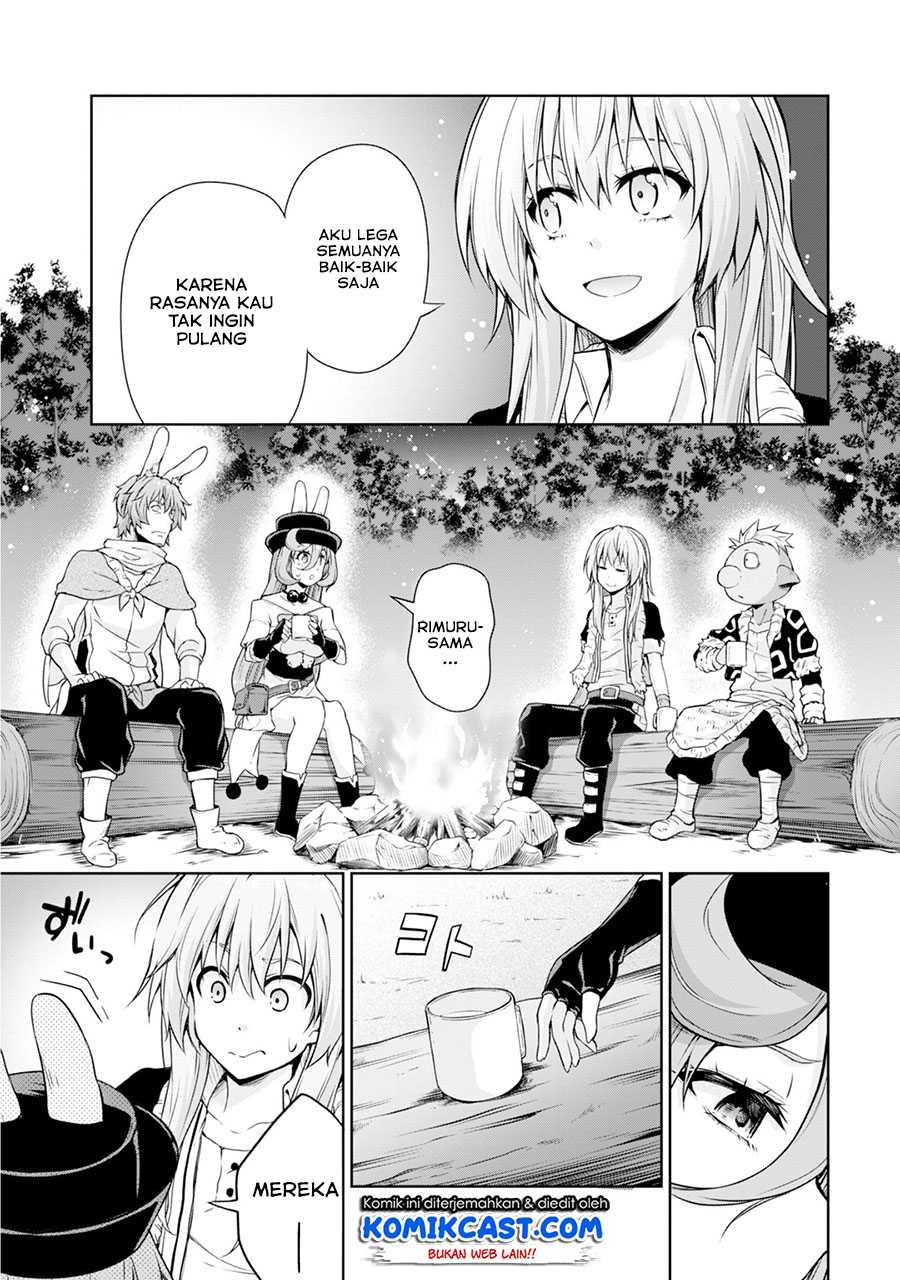 AKU LEGA
SEMUANYA
BAIK-BAIK
SAJA
KARENA
RASANYA KAU
TAK INGIN
PULANG
RIMURU-
SAMA
...
コト
ずいっ
MEREKA
—
Komik ini diterjemahkan & diedit oleh
KOMIKCAST.COM
BUKAN WEB LAIN!!